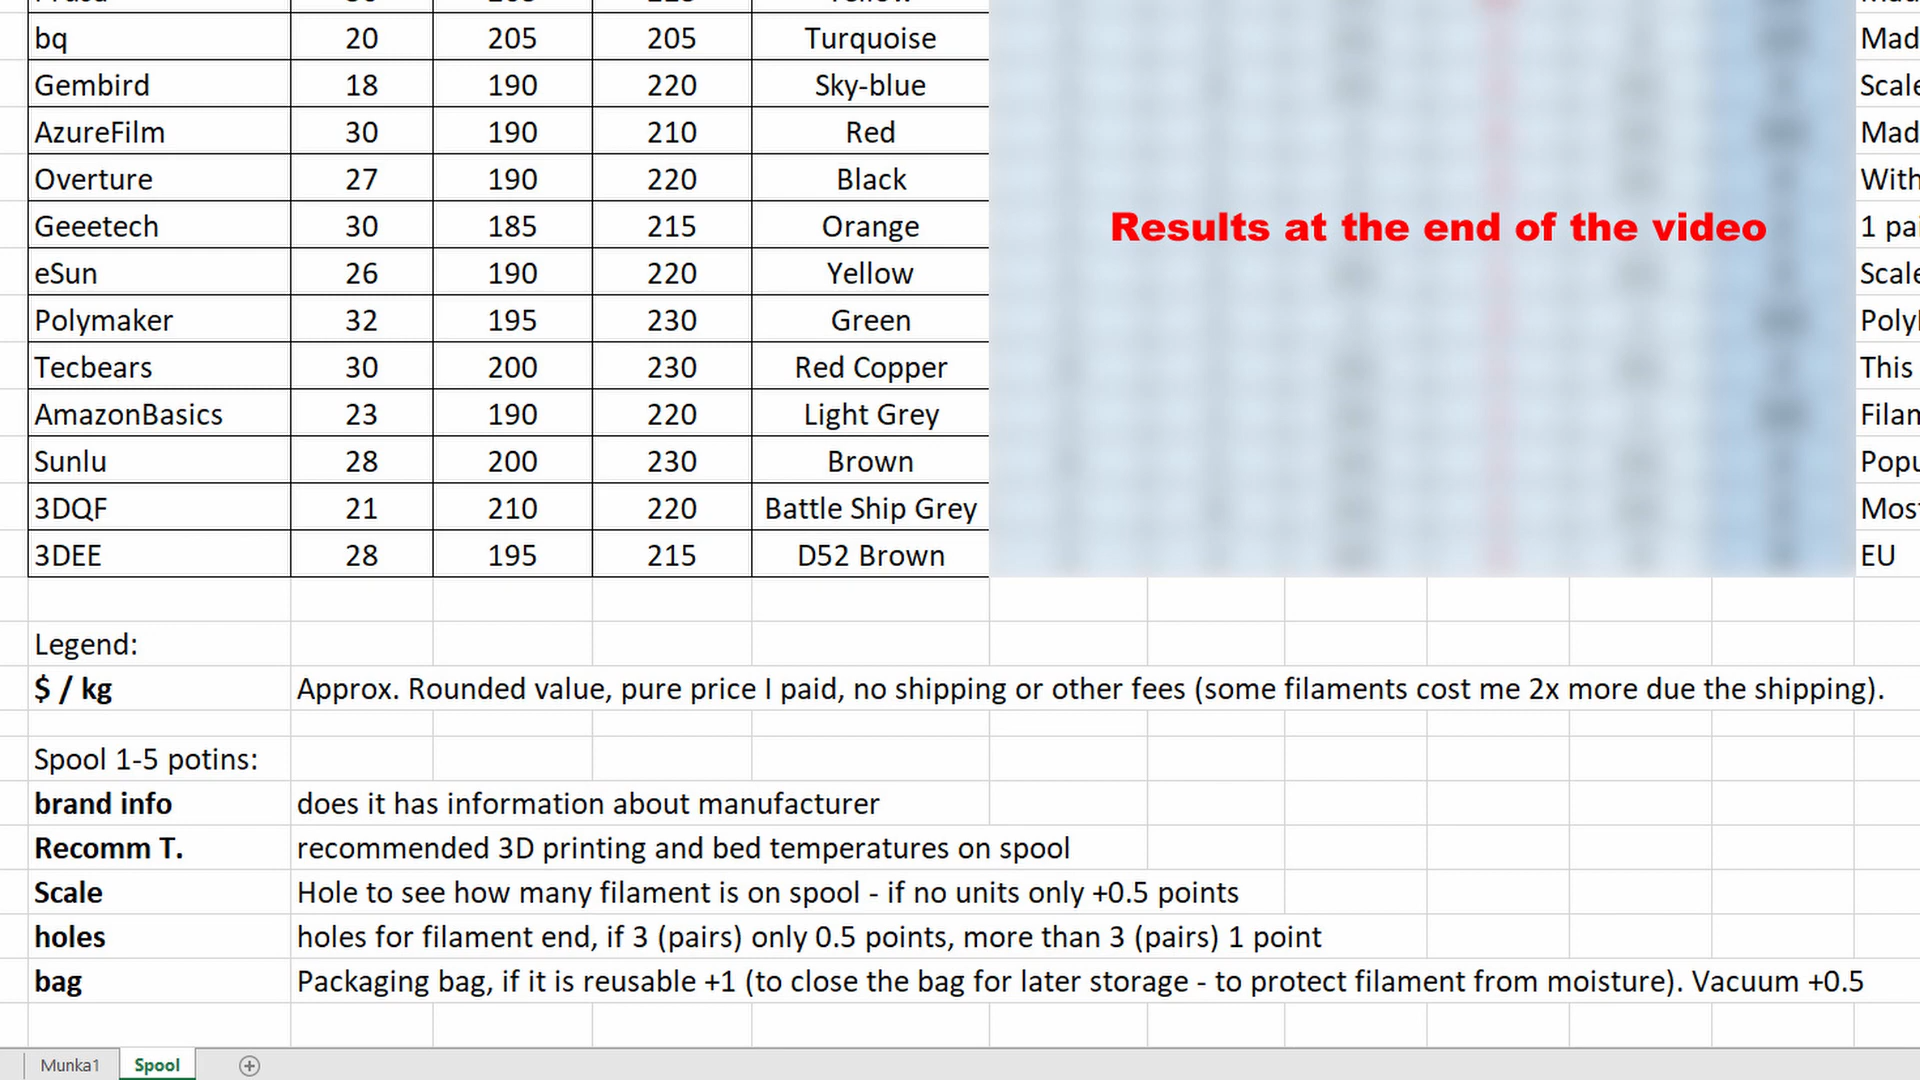 bq 20 205 205 Turquoise Mad
Gembird 18 190 220 Sky-blue Scale
AzureFilm 30 190 210 Red Mad
Overture 27 190 220 Black With
Geeetech 30 185 215 Orange Results at the end of the video 1 pai
eSun 26 190 220 Yellow Scale
Polymaker 32 195 230 Green Poly
Tecbears 30 200 230 Red Copper This
AmazonBasics 23 190 220 Light Grey Filam
Sunlu 28 200 230 Brown Popu
3DQF 21 210 220 Battle Ship Grey Most
3DEE 28 195 215 D52 Brown EU
Legend:
$ / kg Approx. Rounded value, pure price I paid, no shipping or other fees (some filaments cost me 2x more due the shipping).
Spool 1-5 potins:
brand info does it has information about manufacturer
Recomm T. recommended 3D printing and bed temperatures on spool
Scale Hole to see how many filament is on spool - if no units only +0.5 points
holes holes for filament end, if 3 (pairs) only 0.5 points, more than 3 (pairs) 1 point
bag Packaging bag, if it is reusable +1 (to close the bag for later storage - to protect filament from moisture). Vacuum +0.5
Munka1 Spool